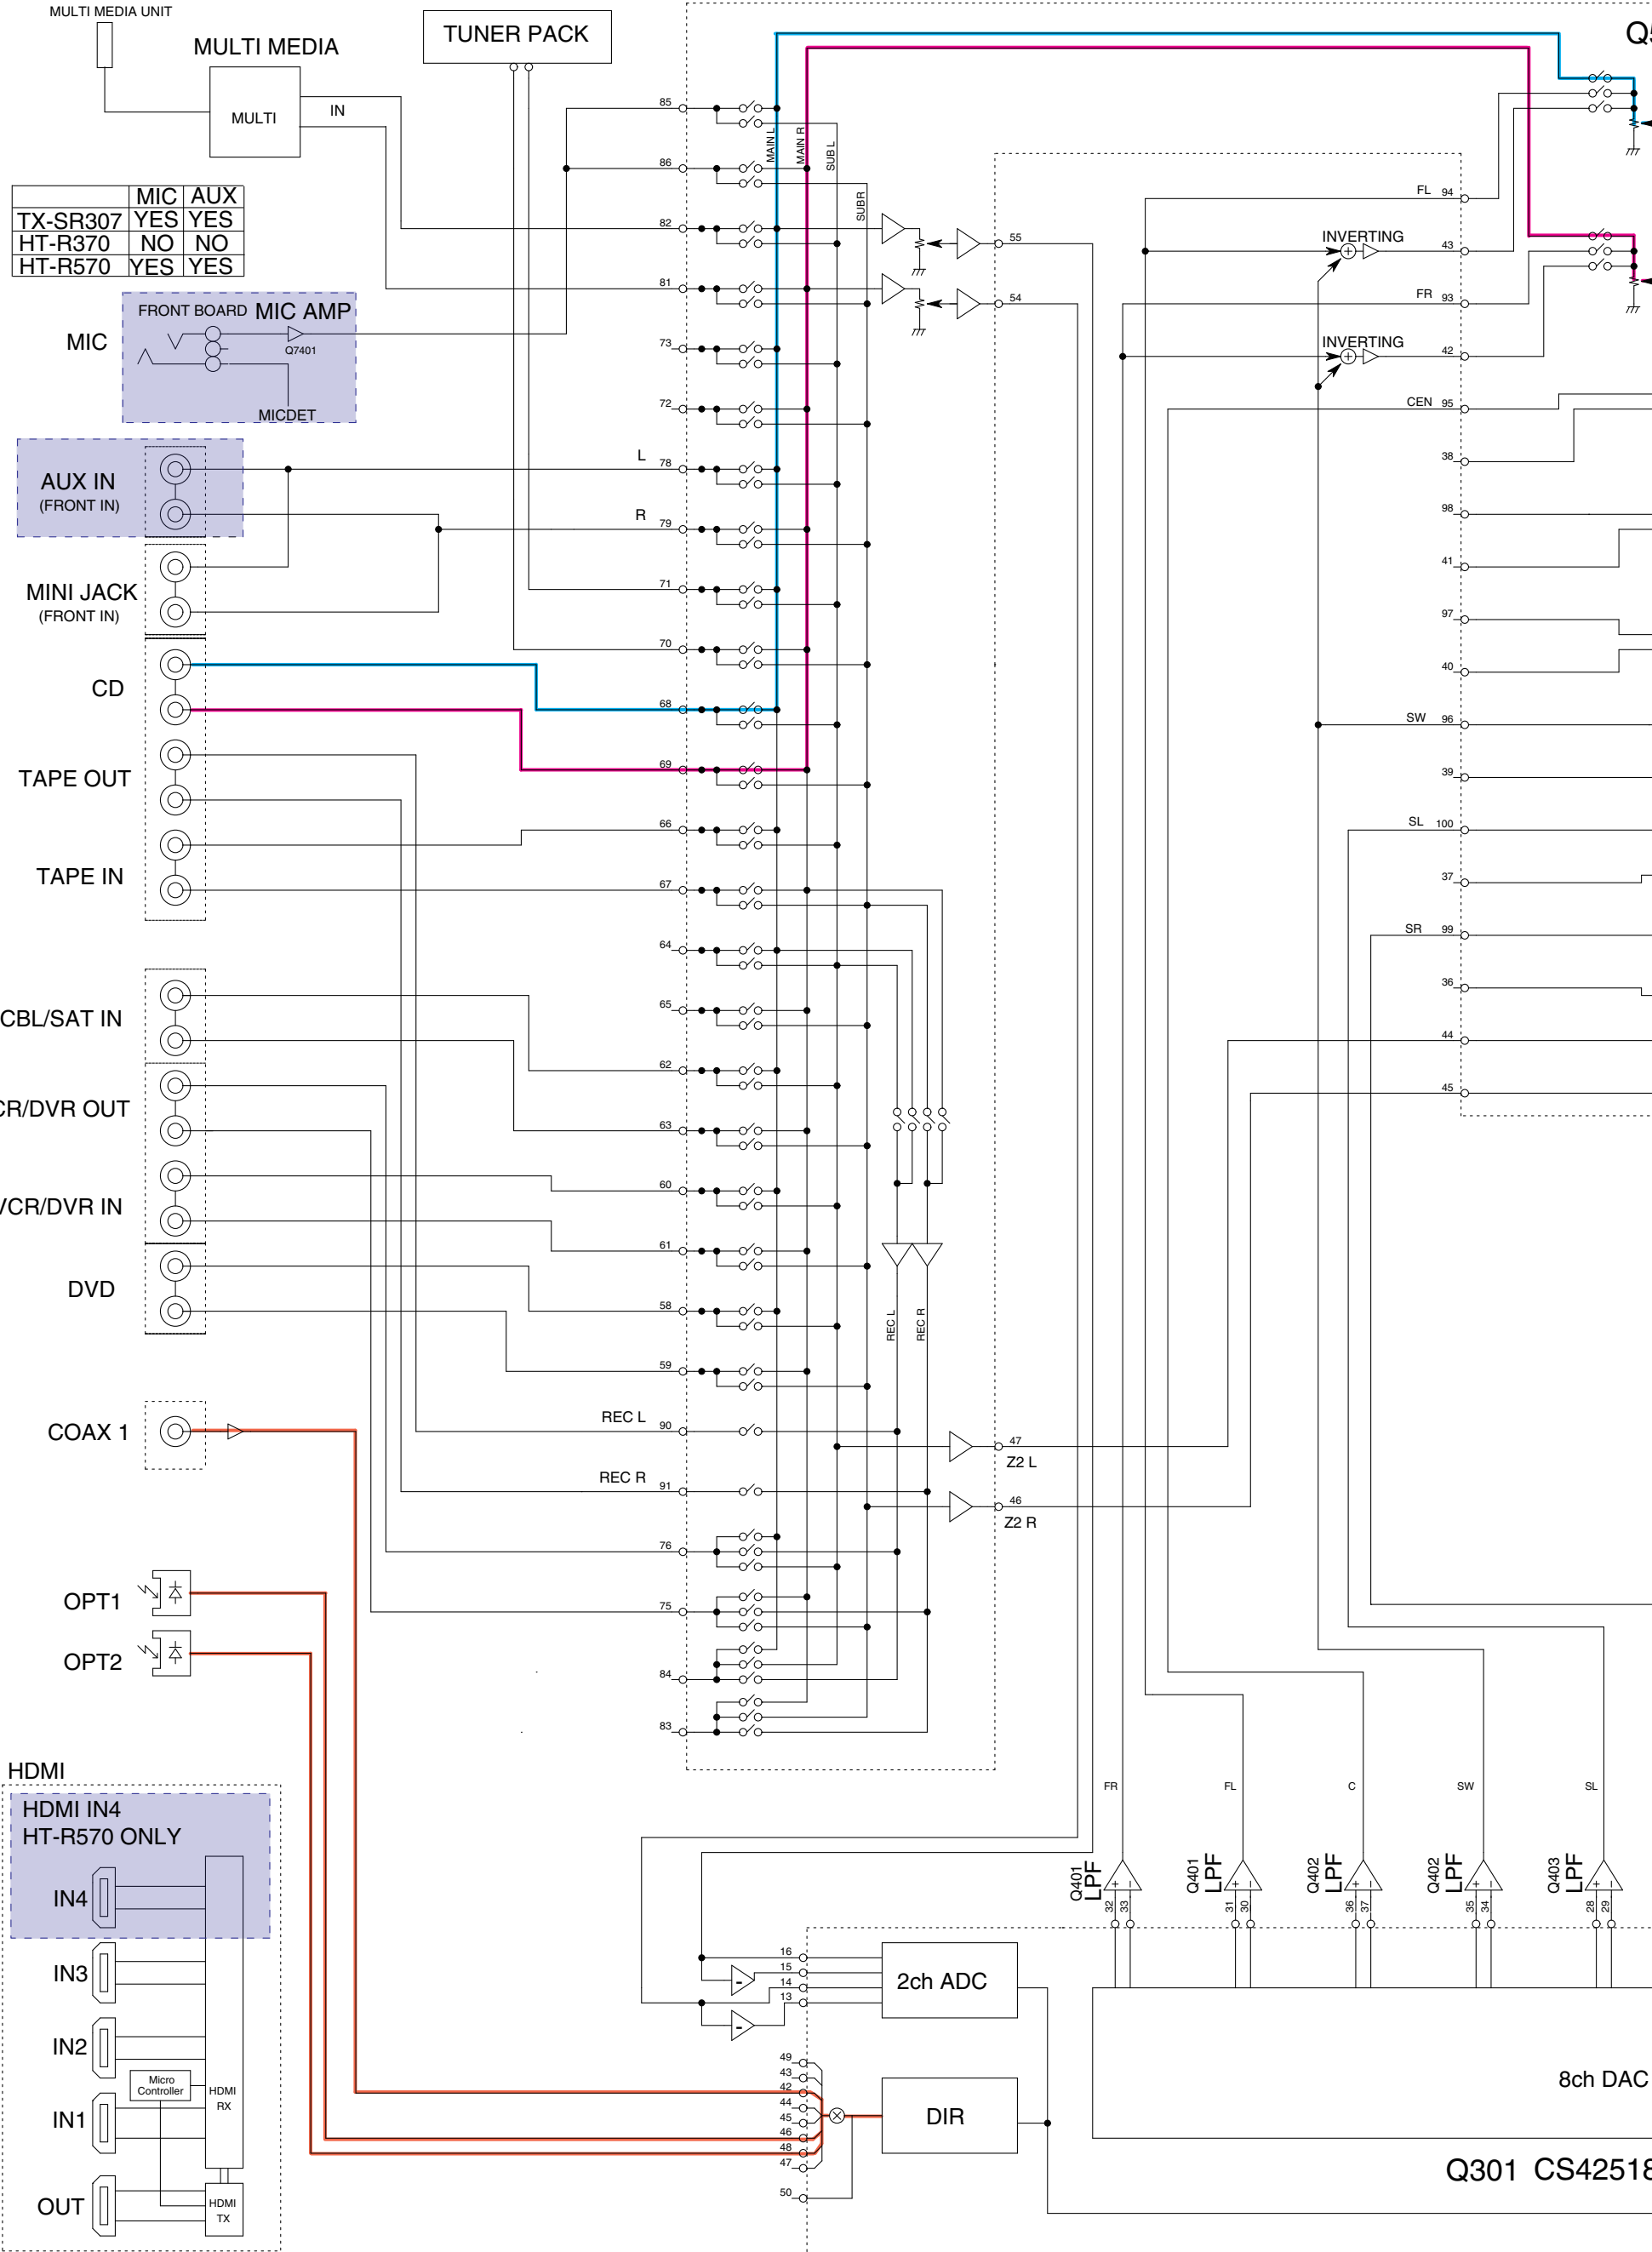 MULTI MEDIA UNIT
MULTI MEDIA
TUNER PACK
MULTI
IN
MIC AUX
TX-SR307 YES YES
HT-R370 NO NO
HT-R570 YES YES
FRONT BOARD MIC AMP
MIC
Q7401
MICDET
AUX IN
(FRONT IN)
MINI JACK
(FRONT IN)
CD
TAPE OUT
TAPE IN
CBL/SAT IN
CR/DVR OUT
VCR/DVR IN
DVD
COAX 1
OPT1
OPT2
HDMI
HDMI IN4
HT-R570 ONLY
IN4
IN3
IN2
Micro
Controller
HDMI
RX
IN1
OUT
HDMI
TX
85
86
82
81
73
72
L
78
R
79
71
70
68
69
66
67
64
65
62
63
60
61
58
59
REC L
90
REC R
91
76
75
84
83
MAIN L
MAIN R
SUB L
SUBR
REC L
REC R
55
54
47
Z2 L
46
Z2 R
FL 94
INVERTING
43
FR 93
INVERTING
42
CEN 95
38
98
41
97
40
SW 96
39
SL 100
37
SR 99
36
44
45
FR
FL
C
SW
SL
Q401
LPF
Q401
LPF
Q402
LPF
Q402
LPF
Q403
LPF
+ −
+ −
+ −
+ −
+ −
32 33
31 30
36 37
35 34
28 29
16
15
14
13
-
-
2ch ADC
49
43
42
44
45
46
48
47
50
DIR
8ch DAC
Q301 CS42518